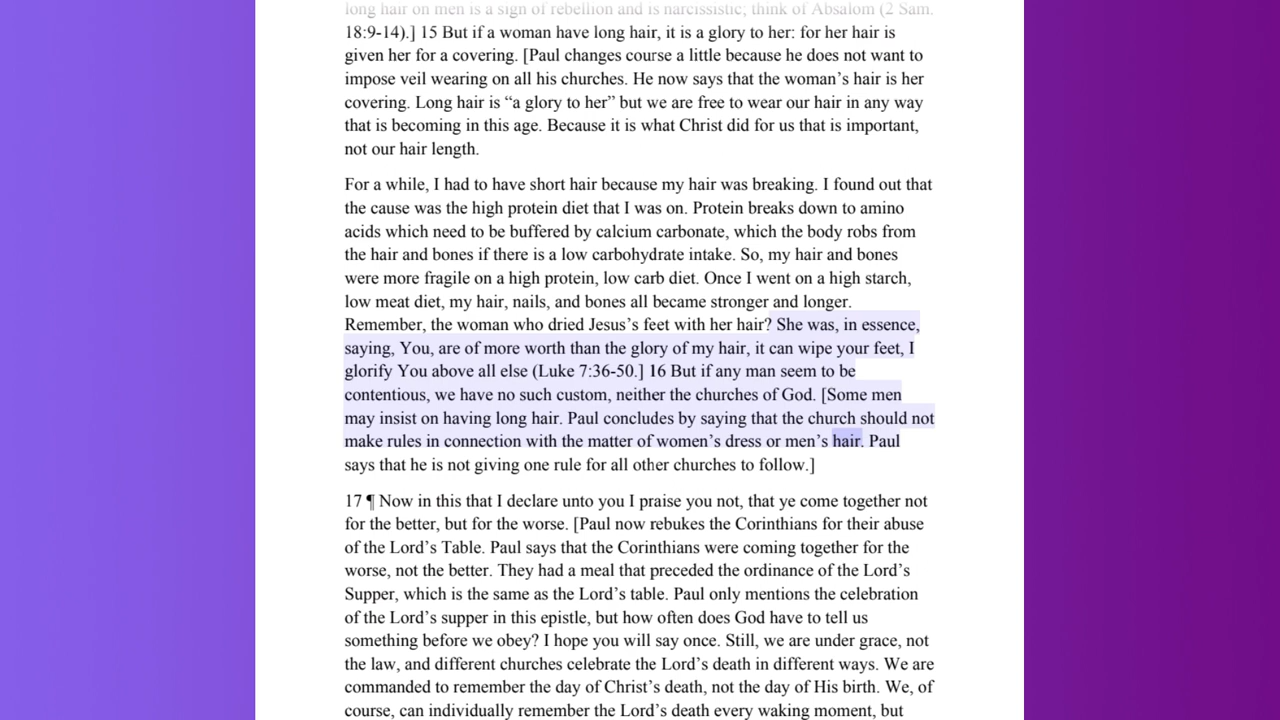 long hair on men is a sign of rebellion and is narcissistic; think of Absalom (2 Sam.
18:9-14).] 15 But if a woman have long hair, it is a glory to her: for her hair is
given her for a covering. [Paul changes course a little because he does not want to
impose veil wearing on all his churches. He now says that the woman’s hair is her
covering. Long hair is “a glory to her” but we are free to wear our hair in any way
that is becoming in this age. Because it is what Christ did for us that is important,
not our hair length.
For a while, I had to have short hair because my hair was breaking. I found out that
the cause was the high protein diet that I was on. Protein breaks down to amino
acids which need to be buffered by calcium carbonate, which the body robs from
the hair and bones if there is a low carbohydrate intake. So, my hair and bones
were more fragile on a high protein, low carb diet. Once I went on a high starch,
low meat diet, my hair, nails, and bones all became stronger and longer.
Remember, the woman who dried Jesus’s feet with her hair? She was, in essence,
saying, You, are of more worth than the glory of my hair, it can wipe your feet, I
glorify You above all else (Luke 7:36-50.] 16 But if any man seem to be
contentious, we have no such custom, neither the churches of God. [Some men
may insist on having long hair. Paul concludes by saying that the church should not
make rules in connection with the matter of women’s dress or men’s hair. Paul
says that he is not giving one rule for all other churches to follow.]
17 ¶ Now in this that I declare unto you I praise you not, that ye come together not
for the better, but for the worse. [Paul now rebukes the Corinthians for their abuse
of the Lord’s Table. Paul says that the Corinthians were coming together for the
worse, not the better. They had a meal that preceded the ordinance of the Lord’s
Supper, which is the same as the Lord’s table. Paul only mentions the celebration
of the Lord’s supper in this epistle, but how often does God have to tell us
something before we obey? I hope you will say once. Still, we are under grace, not
the law, and different churches celebrate the Lord’s death in different ways. We are
commanded to remember the day of Christ’s death, not the day of His birth. We, of
course, can individually remember the Lord’s death every waking moment, but